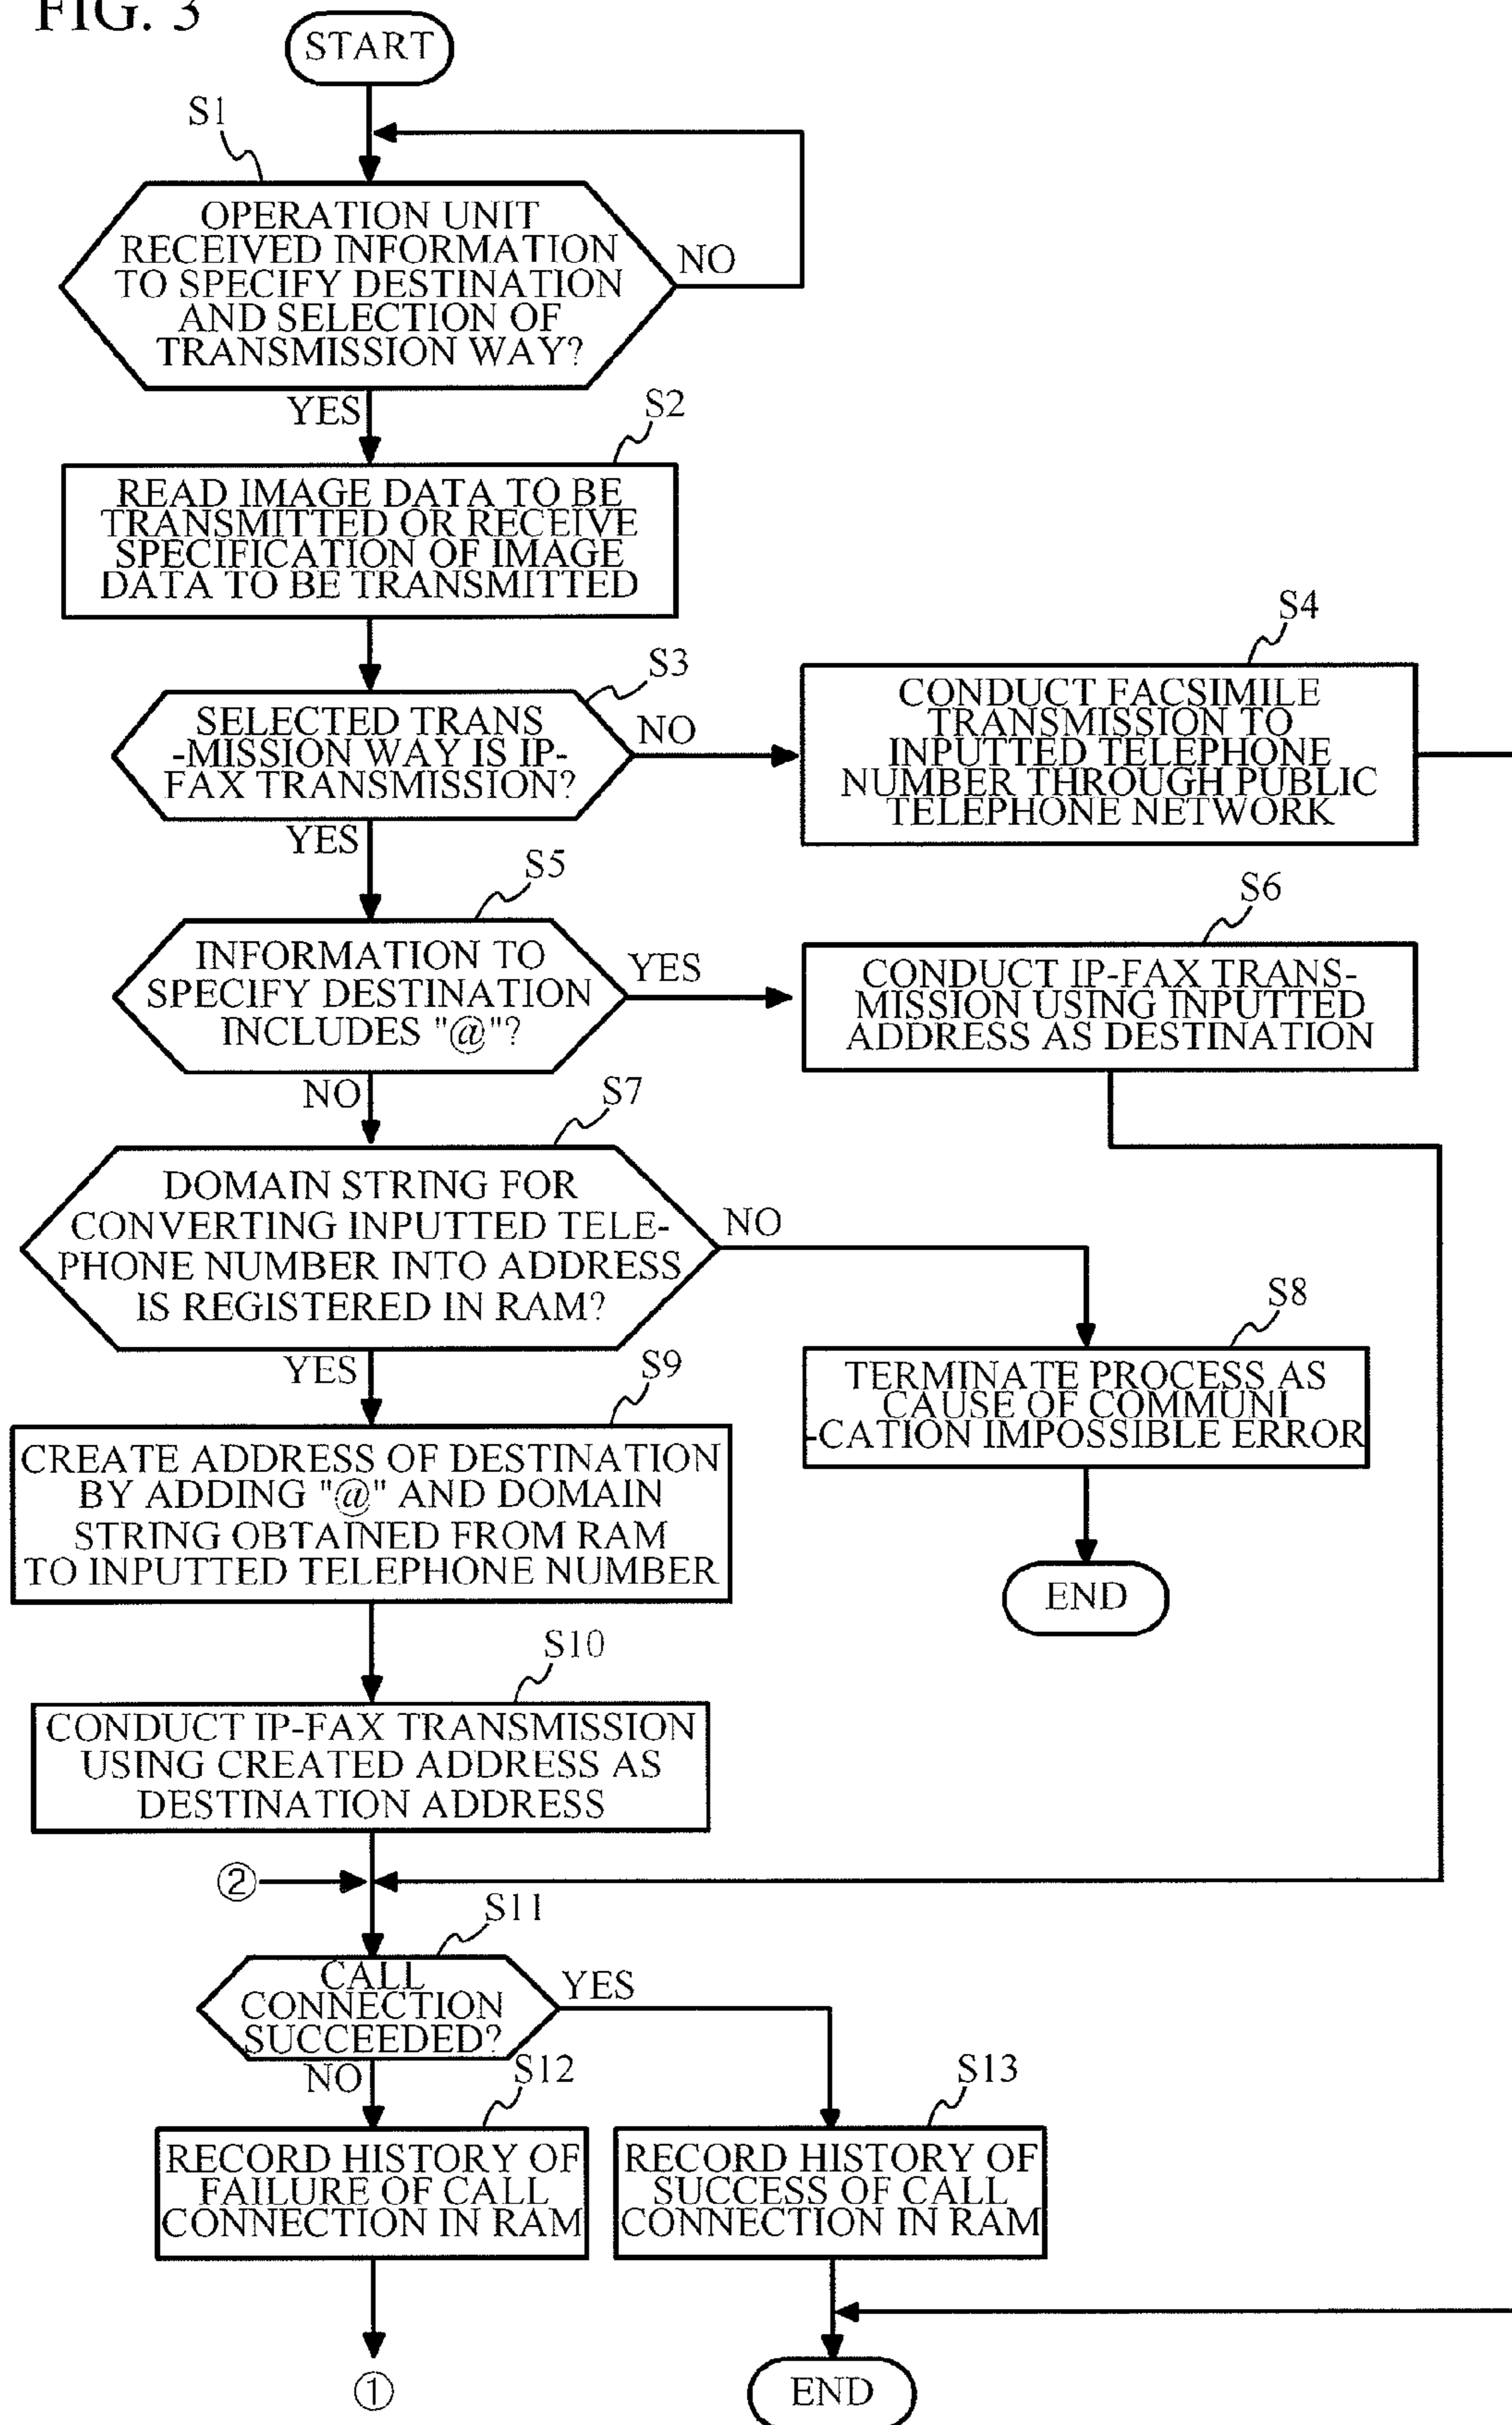 FIG. 3
START
S1
OPERATION UNIT
RECEIVED INFORMATION
TO SPECIFY DESTINATION
AND SELECTION OF
TRANSMISSION WAY?
NO
YES
S2
READ IMAGE DATA TO BE
TRANSMITTED OR RECEIVE
SPECIFICATION OF IMAGE
DATA TO BE TRANSMITTED
S3
SELECTED TRANS
-MISSION WAY IS IP-
FAX TRANSMISSION?
NO
YES
S4
CONDUCT FACSIMILE
TRANSMISSION TO
INPUTTED TELEPHONE
NUMBER THROUGH PUBLIC
TELEPHONE NETWORK
S5
INFORMATION TO
SPECIFY DESTINATION
INCLUDES "@"?
YES
NO
S6
CONDUCT IP-FAX TRANS-
MISSION USING INPUTTED
ADDRESS AS DESTINATION
S7
DOMAIN STRING FOR
CONVERTING INPUTTED TELE-
PHONE NUMBER INTO ADDRESS
IS REGISTERED IN RAM?
NO
YES
S8
TERMINATE PROCESS AS
CAUSE OF COMMUNI
-CATION IMPOSSIBLE ERROR
END
S9
CREATE ADDRESS OF DESTINATION
BY ADDING "@" AND DOMAIN
STRING OBTAINED FROM RAM
TO INPUTTED TELEPHONE NUMBER
S10
CONDUCT IP-FAX TRANSMISSION
USING CREATED ADDRESS AS
DESTINATION ADDRESS
②
S11
CALL
CONNECTION
SUCCEEDED?
YES
NO
S12
RECORD HISTORY OF
FAILURE OF CALL
CONNECTION IN RAM
S13
RECORD HISTORY OF
SUCCESS OF CALL
CONNECTION IN RAM
①
END